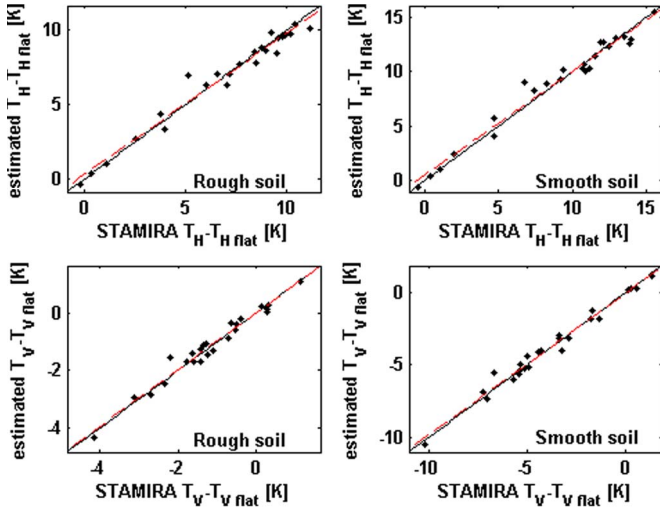 estimated T_H-T_H flat [K]
10
5
0
0
5
10
Rough soil
STAMIRA T_H-T_H flat [K]
estimated T_H-T_H flat [K]
15
10
5
0
0
5
10
15
Smooth soil
STAMIRA T_H-T_H flat [K]
estimated T_V-T_V flat [K]
0
-2
-4
-4
-2
0
Rough soil
STAMIRA T_V-T_V flat [K]
estimated T_V-T_V flat [K]
0
-5
-10
-10
-5
0
Smooth soil
STAMIRA T_V-T_V flat [K]